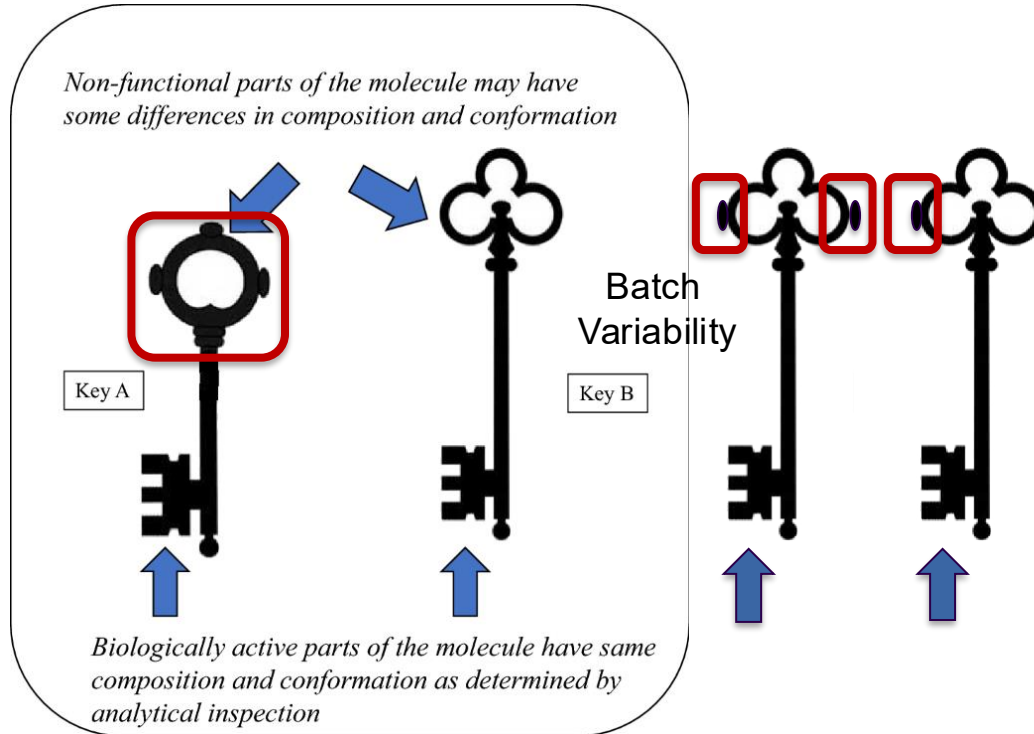 Non-functional parts of the molecule may have
some differences in composition and conformation
Batch
Variability
Key A
Key B
Biologically active parts of the molecule have same
composition and conformation as determined by
analytical inspection